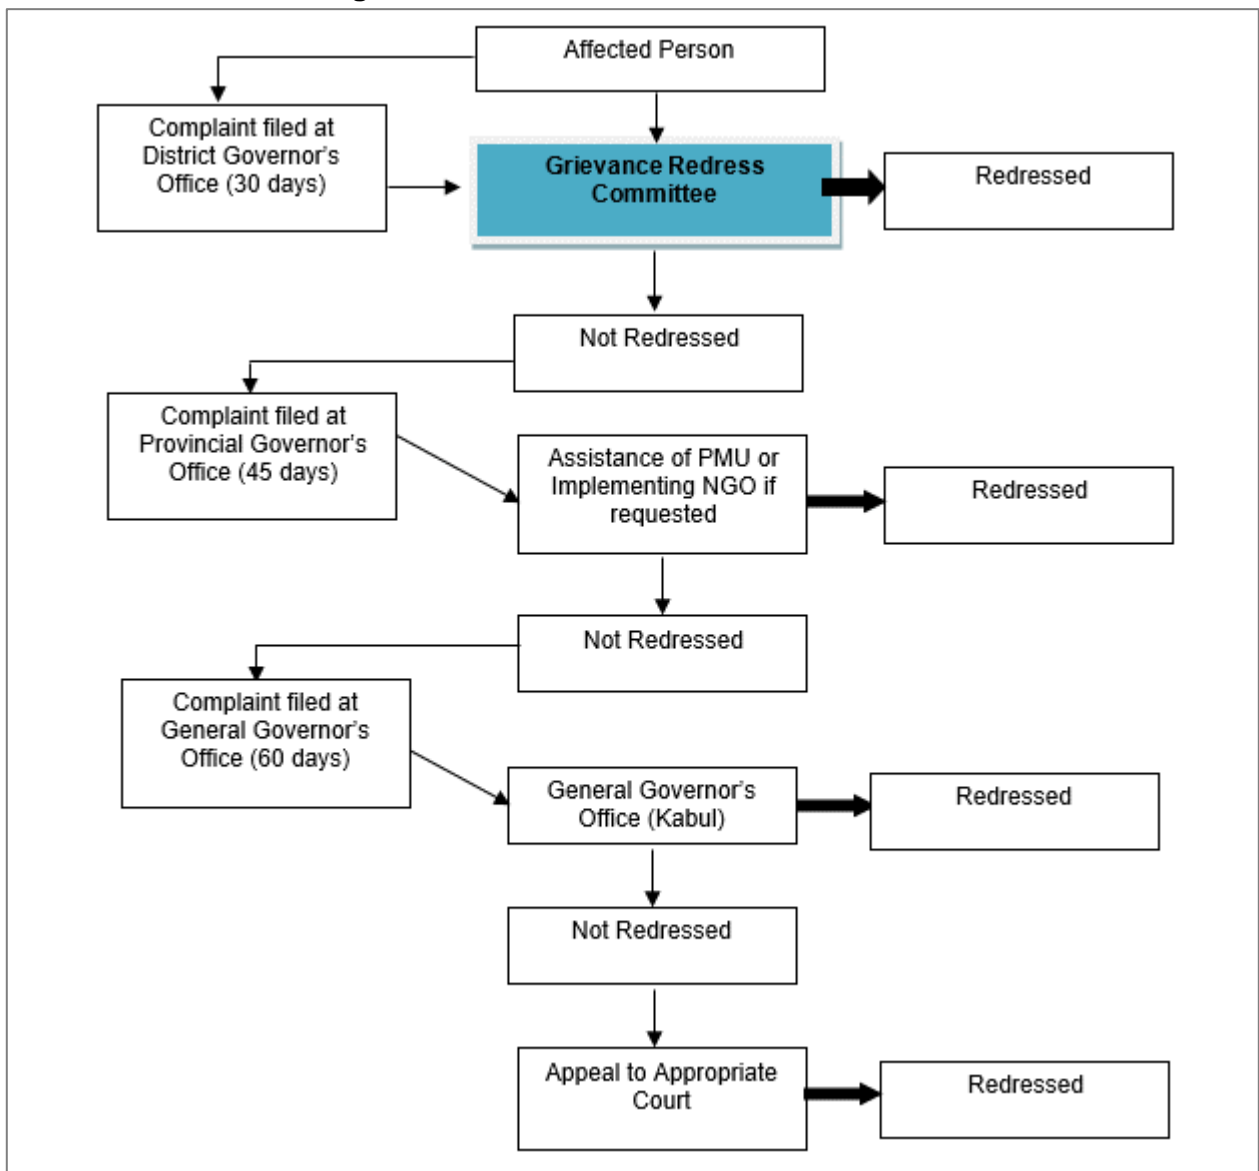 Affected Person
Complaint filed at
District Governor's
Office (30 days)
Grievance Redress
Committee
Redressed
Not Redressed
Complaint filed at
Provincial Governor's
Office (45 days)
Assistance of PMU or
Implementing NGO if
requested
Redressed
Not Redressed
Complaint filed at
General Governor's
Office (60 days)
General Governor's
Office (Kabul)
Redressed
Not Redressed
Appeal to Appropriate
Court
Redressed